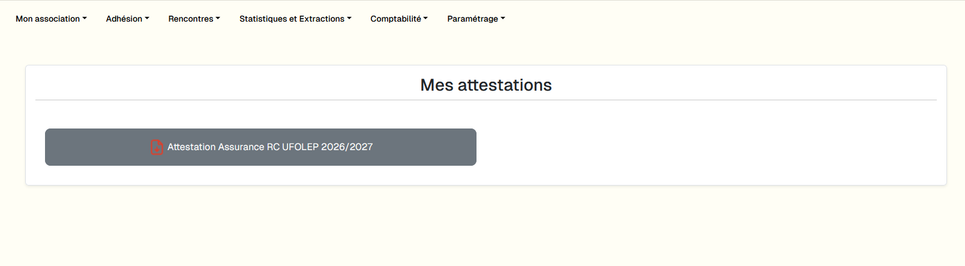 Mon association Adhésion Rencontres Statistiques et Extractions Comptabilité Paramétrage
Mes attestations
Attestation Assurance RC UFOLEP 2026/2027